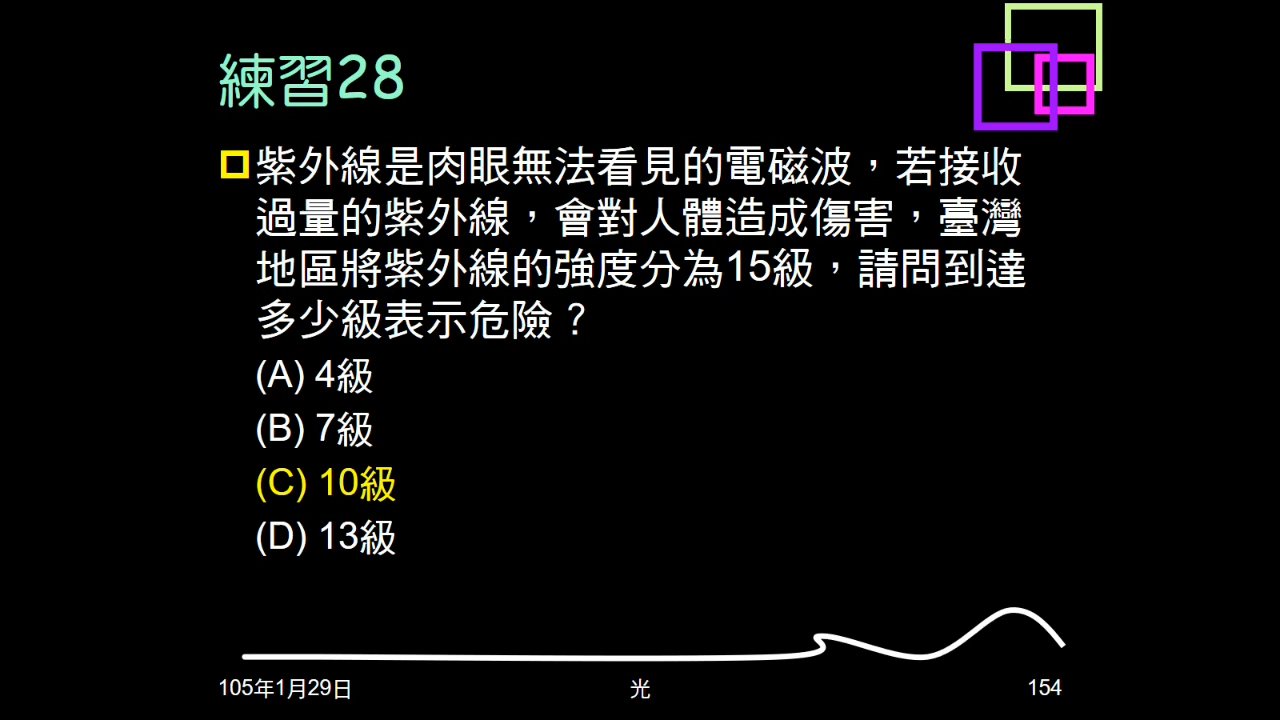 練習28
紫外線是肉眼無法看見的電磁波，若接收
過量的紫外線，會對人體造成傷害，臺灣
地區將紫外線的強度分為15級，請問到達
多少級表示危險？
(A) 4級
(B) 7級
(C) 10級
(D) 13級
105年1月29日
光
154